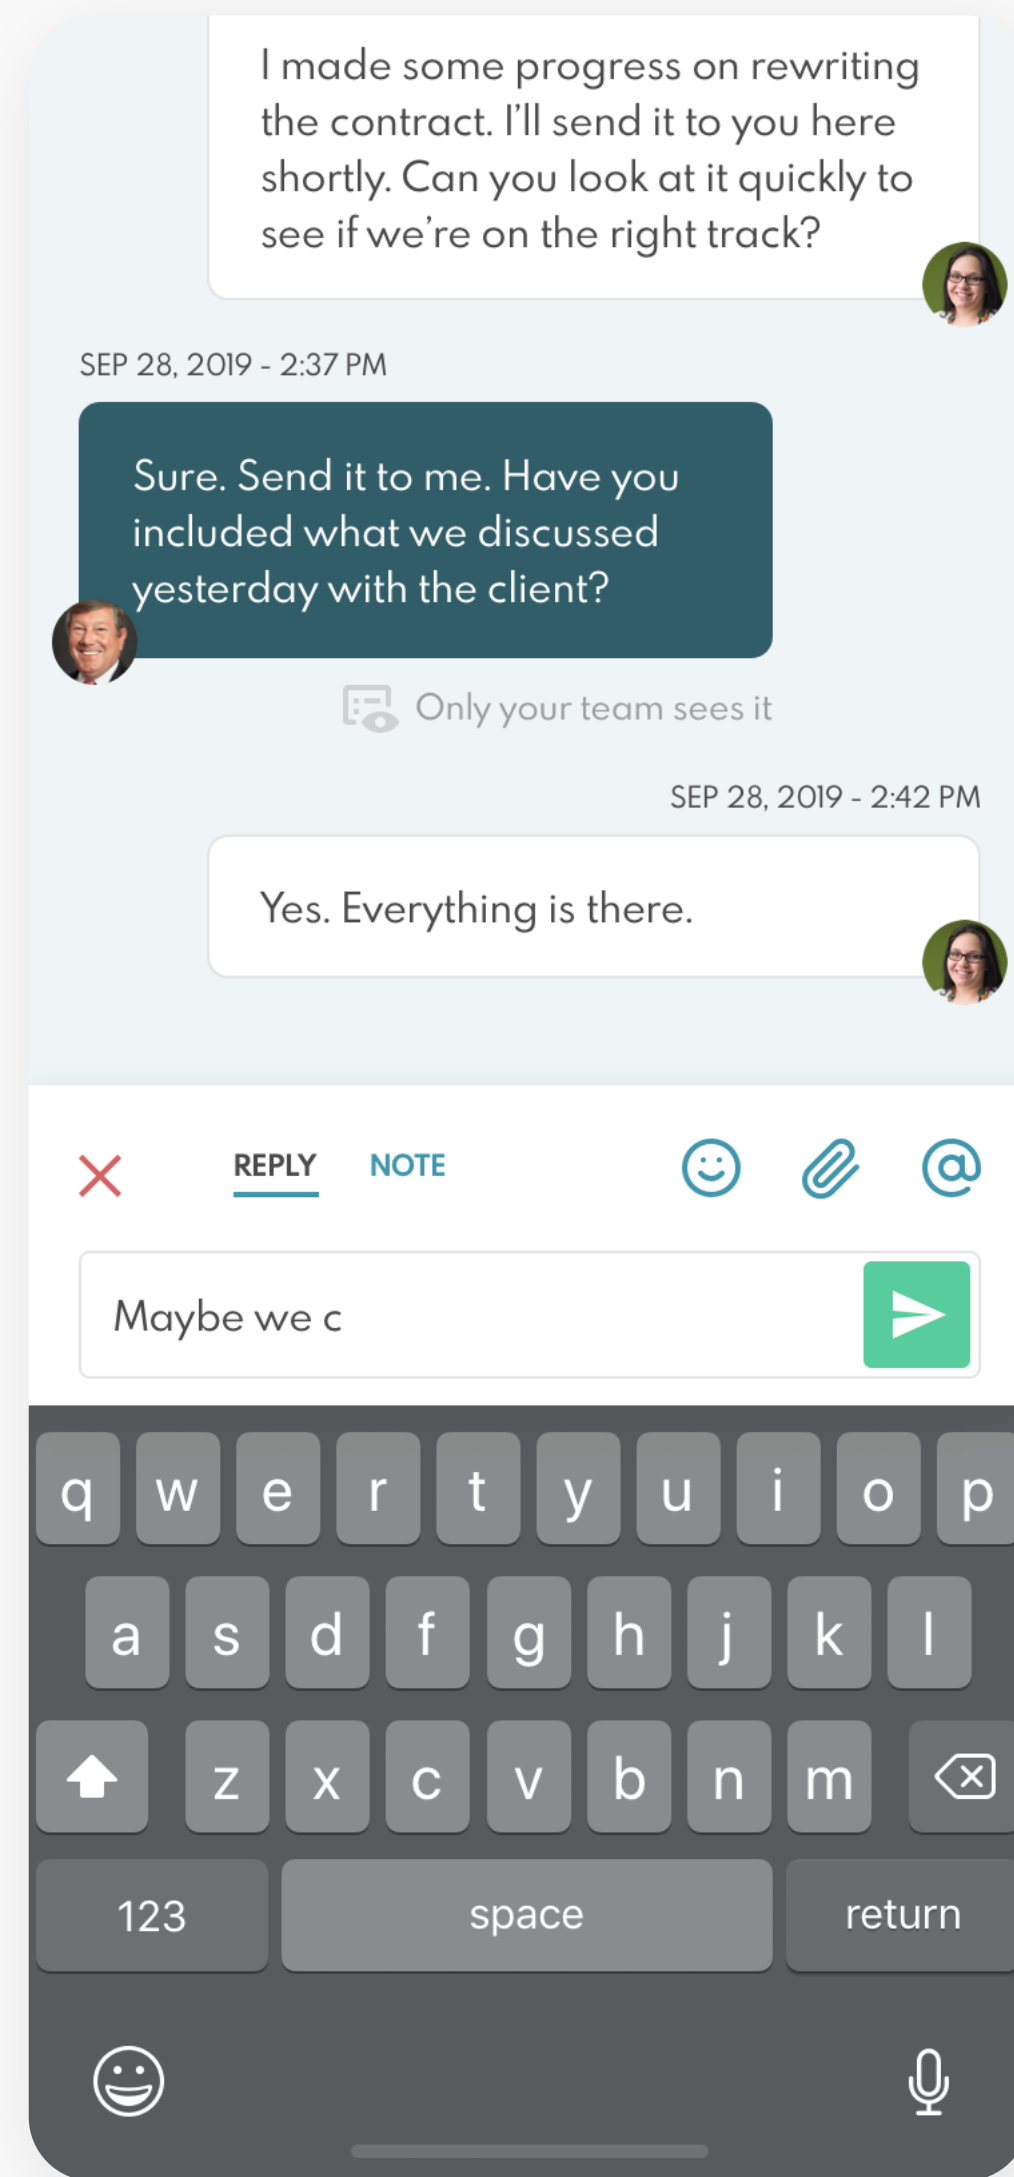 I made some progress on rewriting
the contract. I’ll send it to you here
shortly. Can you look at it quickly to
see if we’re on the right track?
SEP 28, 2019 - 2:37 PM
Sure. Send it to me. Have you
included what we discussed
yesterday with the client?
Only your team sees it
SEP 28, 2019 - 2:42 PM
Yes. Everything is there.
REPLY NOTE
Maybe we c
q w e r t y u i o p
a s d f g h j k l
z x c v b n m
123 space return